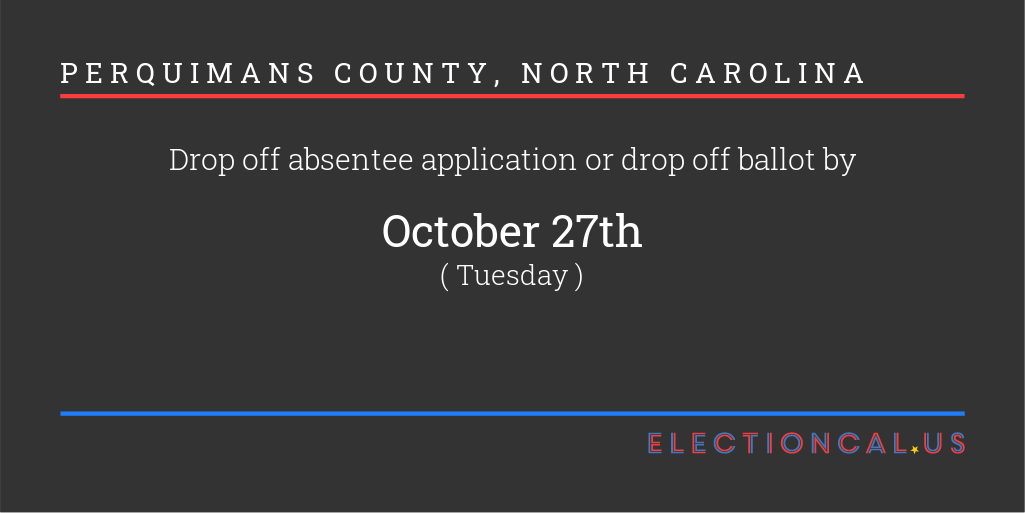 PERQUIMANS COUNTY, NORTH CAROLINA
Drop off absentee application or drop off ballot by
October 27th
( Tuesday )
ELECTIONCAL.US